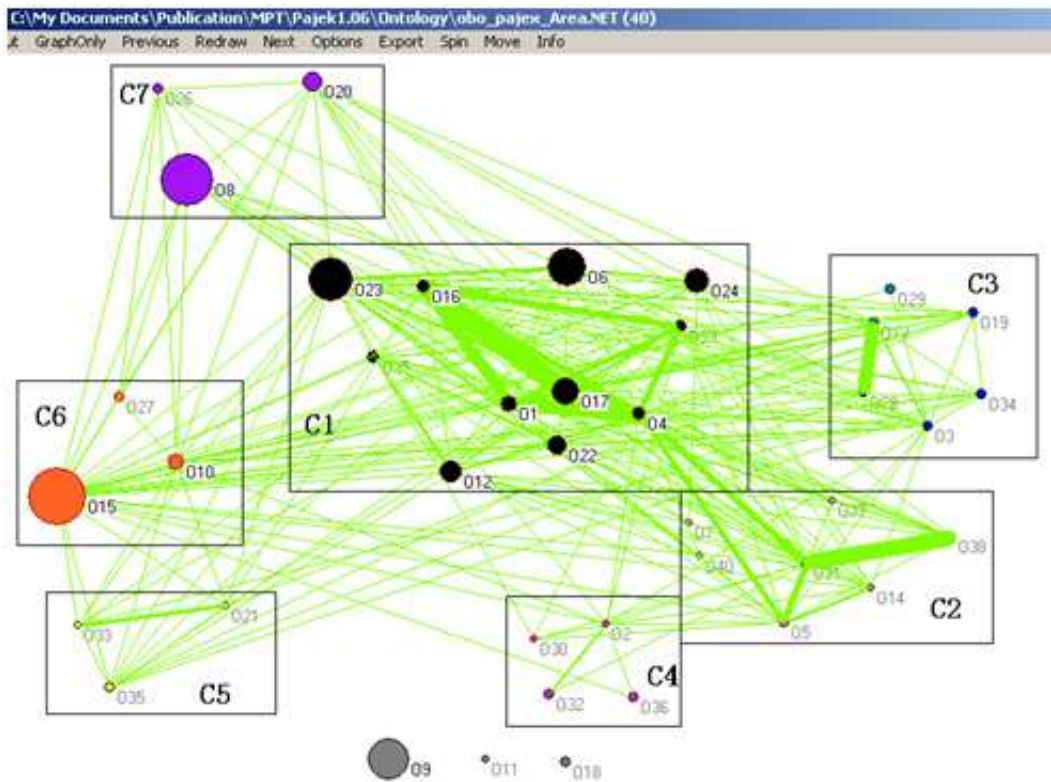 C:\My Documents\Publication\MPT\Pajek1.06\Ontology\obo_pajex_Area.NET (40)
GraphOnly Previous Redraw Next Options Export Spin Move Info
C7
O26
O20
O8
C1
O23
O16
O6
O24
O1
O17
O4
O22
O12
C3
O29
O19
O34
O3
C6
O27
O10
O15
C2
O38
O14
O40
O5
C5
O33
O21
O35
C4
O2
O30
O32
O36
O9
O11
O18